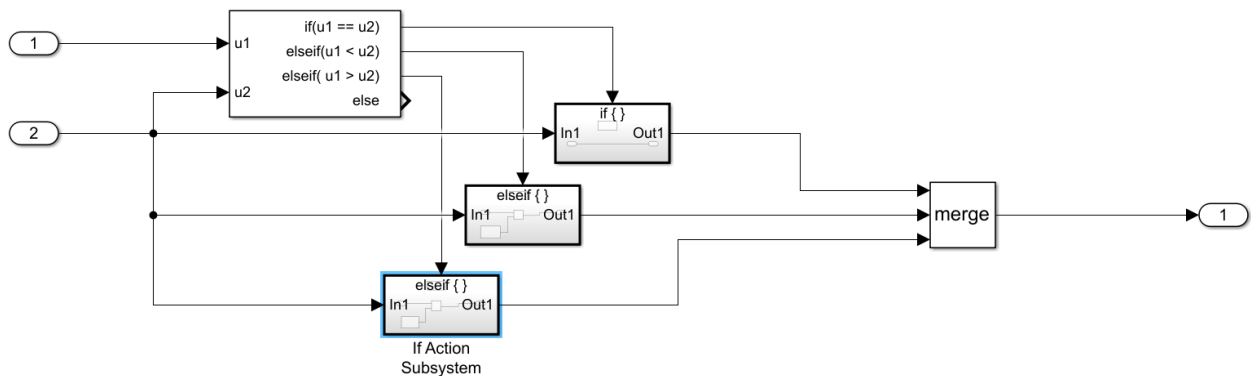 1
u1
if(u1 == u2)
elseif(u1 < u2)
elseif( u1 > u2)
u2
else
2
if { }
In1
Out1
elseif { }
In1
Out1
merge
1
elseif { }
In1
Out1
If Action
Subsystem